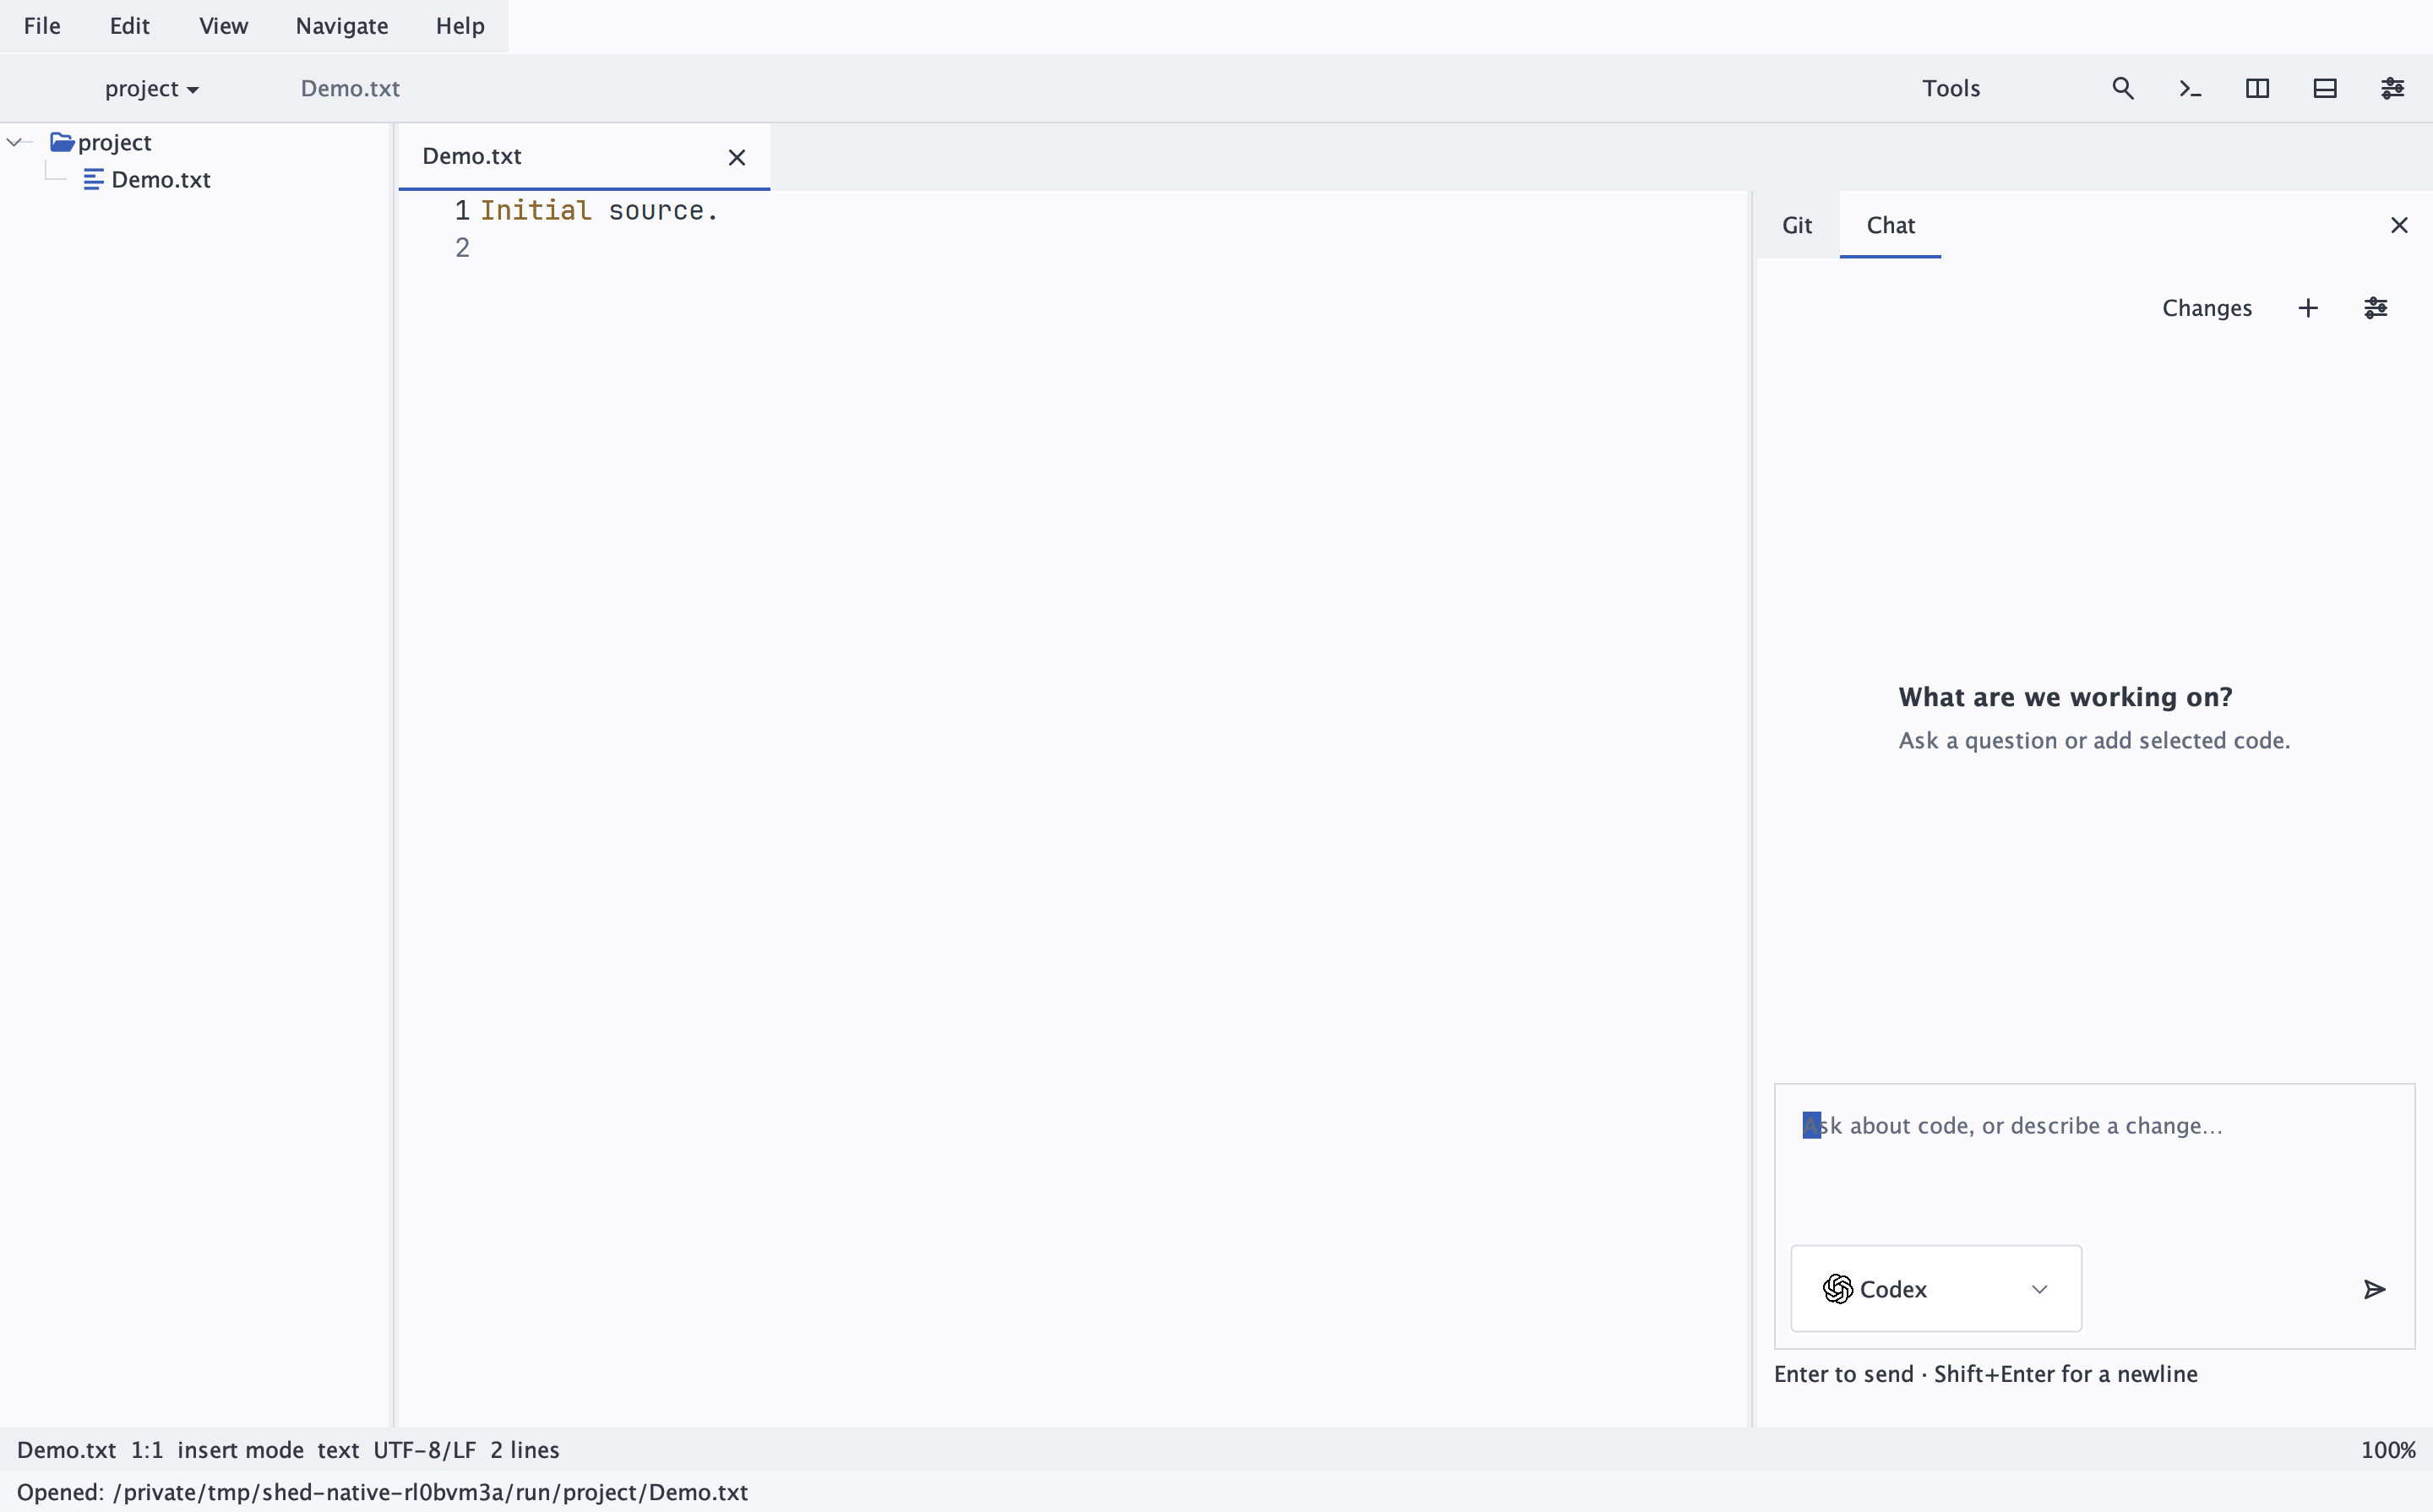 File Edit View Navigate Help
project Demo.txt Tools
project
Demo.txt
Demo.txt
1 Initial source.
2
Git Chat
Changes
What are we working on?
Ask a question or add selected code.
Ask about code, or describe a change...
Codex
Enter to send · Shift+Enter for a newline
Demo.txt 1:1 insert mode text UTF-8/LF 2 lines 100%
Opened: /private/tmp/shed-native-rl0bvm3a/run/project/Demo.txt